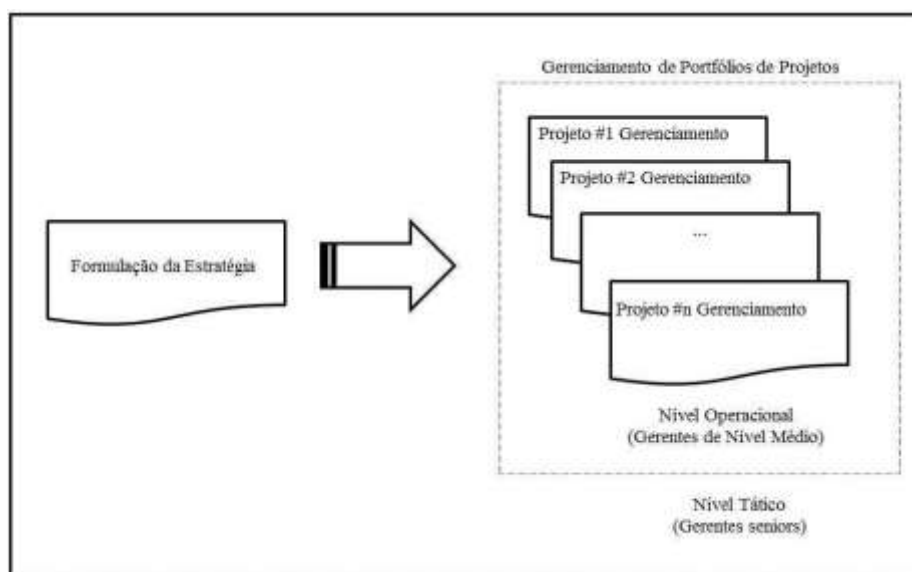 Gerenciamento de Portfólios de Projetos
Projeto #1 Gerenciamento
Projeto #2 Gerenciamento
...
Formulação da Estratégia
Projeto #n Gerenciamento
Nível Operacional
(Gerentes de Nível Médio)
Nível Tático
(Gerentes seniors)